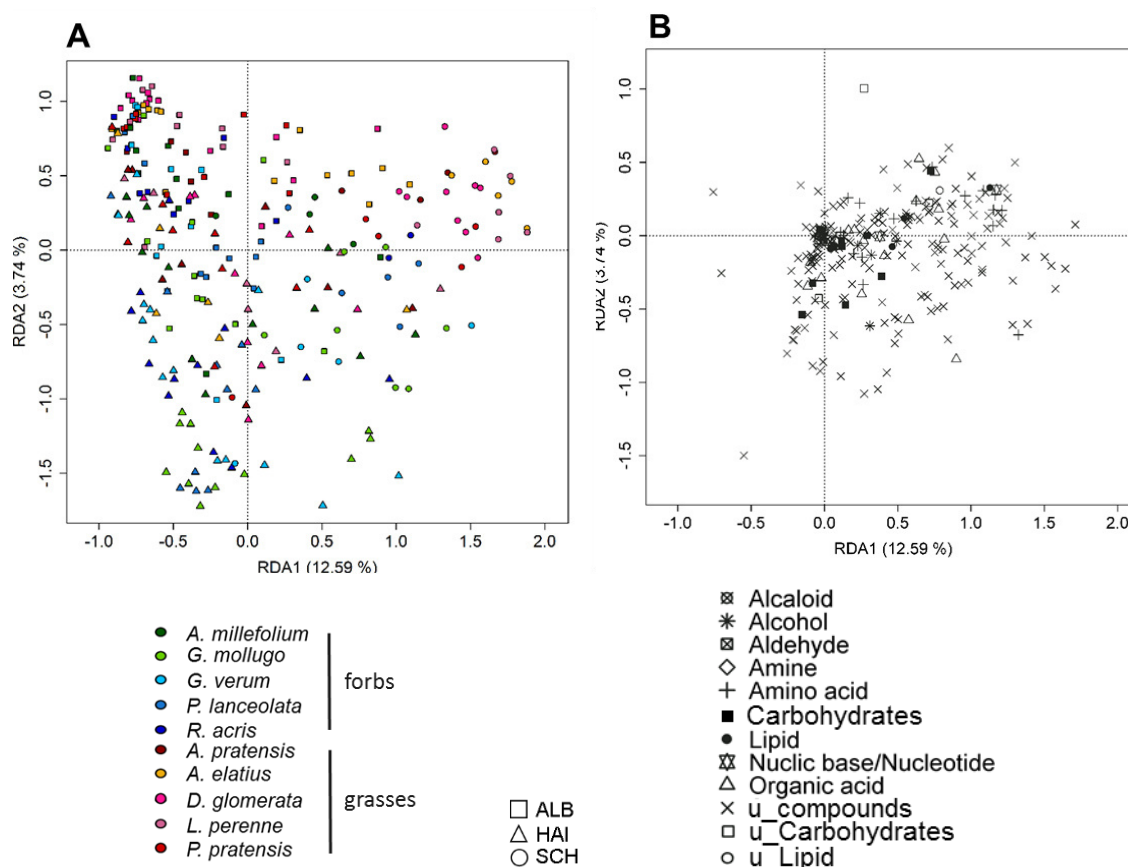 A
B
1.0
0.5
0.0
-0.5
-1.0
-1.5
RDA2 (3.74 %)
-1.0 -0.5 0.0 0.5 1.0 1.5 2.0
RDA1 (12.59 %)
1.0
0.5
0.0
-0.5
-1.0
-1.5
RDA2 (3.74 %)
-1.0 -0.5 0.0 0.5 1.0 1.5 2.0
RDA1 (12.59 %)
A. millefolium
G. mollugo
G. verum
P. lanceolata
R. acris
A. pratensis
A. elatius
D. glomerata
L. perenne
P. pratensis
forbs
grasses
ALB
HAI
SCH
Alcaloid
Alcohol
Aldehyde
Amine
Amino acid
Carbohydrates
Lipid
Nuclic base/Nucleotide
Organic acid
u_compounds
u_Carbohydrates
u_Lipid